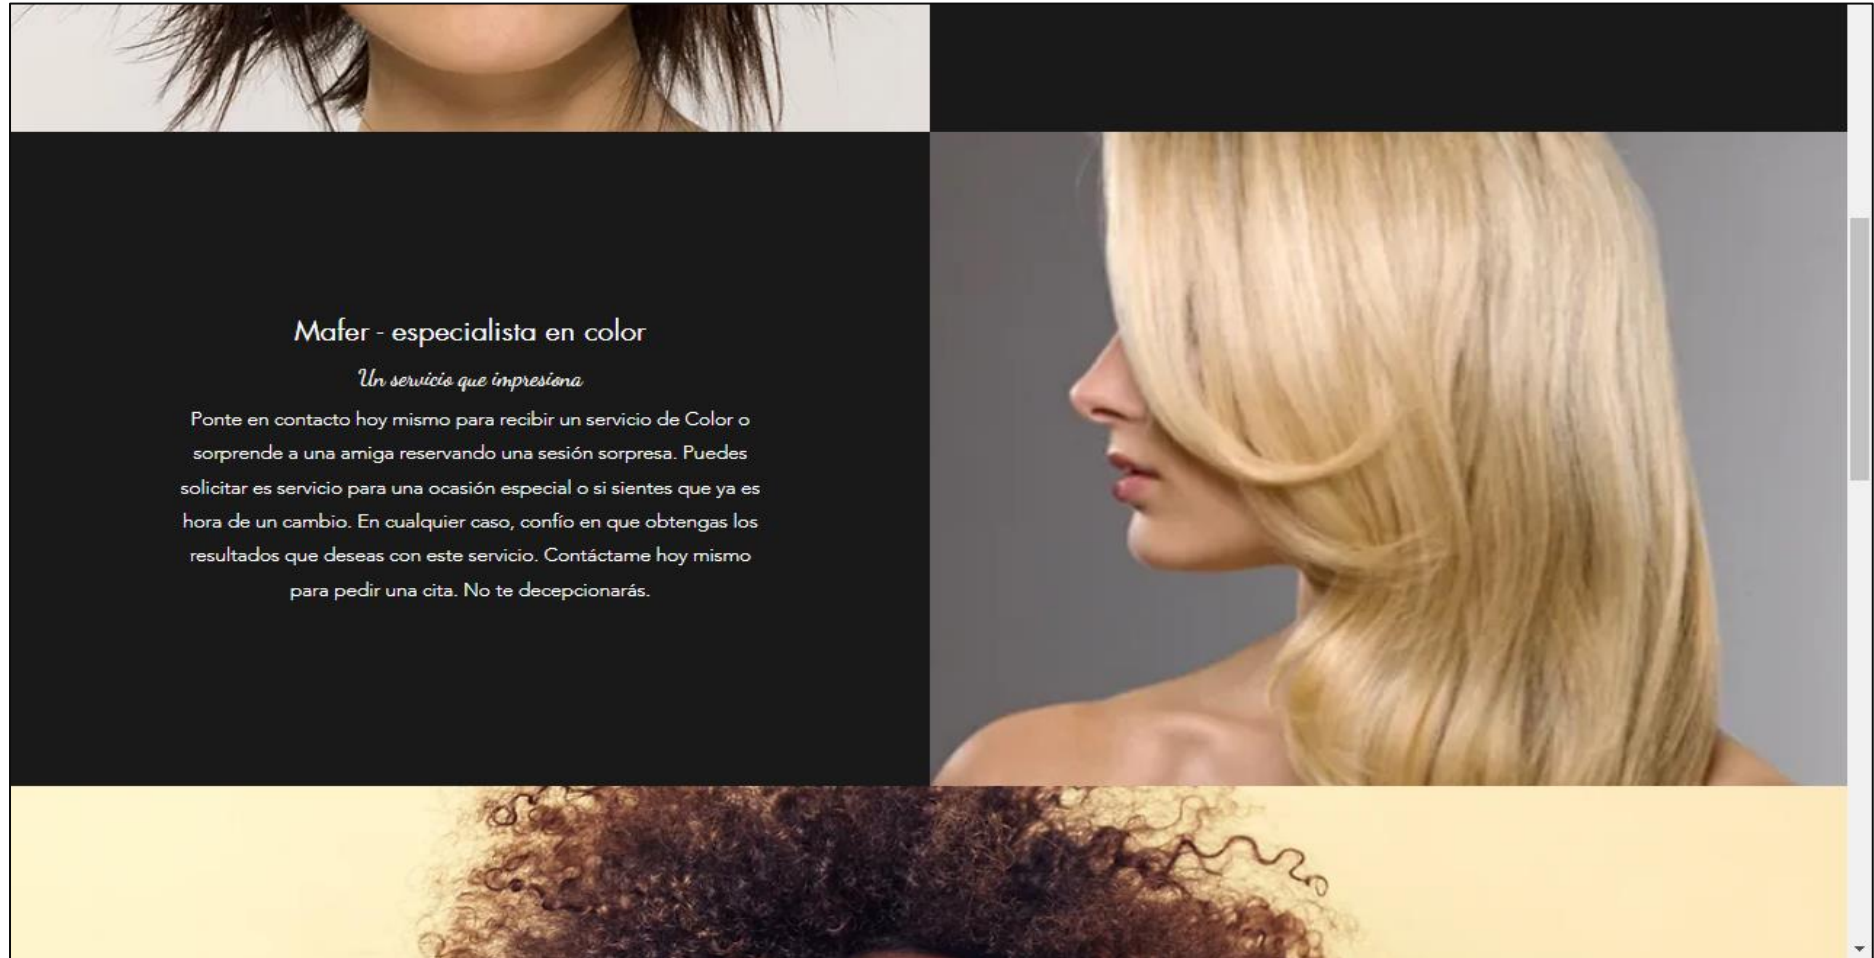 Mafer - especialista en color
Un servicio que impresiona
Ponte en contacto hoy mismo para recibir un servicio de Color o
sorprende a una amiga reservando una sesión sorpresa. Puedes
solicitar es servicio para una ocasión especial o si sientes que ya es
hora de un cambio. En cualquier caso, confío en que obtengas los
resultados que deseas con este servicio. Contáctame hoy mismo
para pedir una cita. No te decepcionarás.